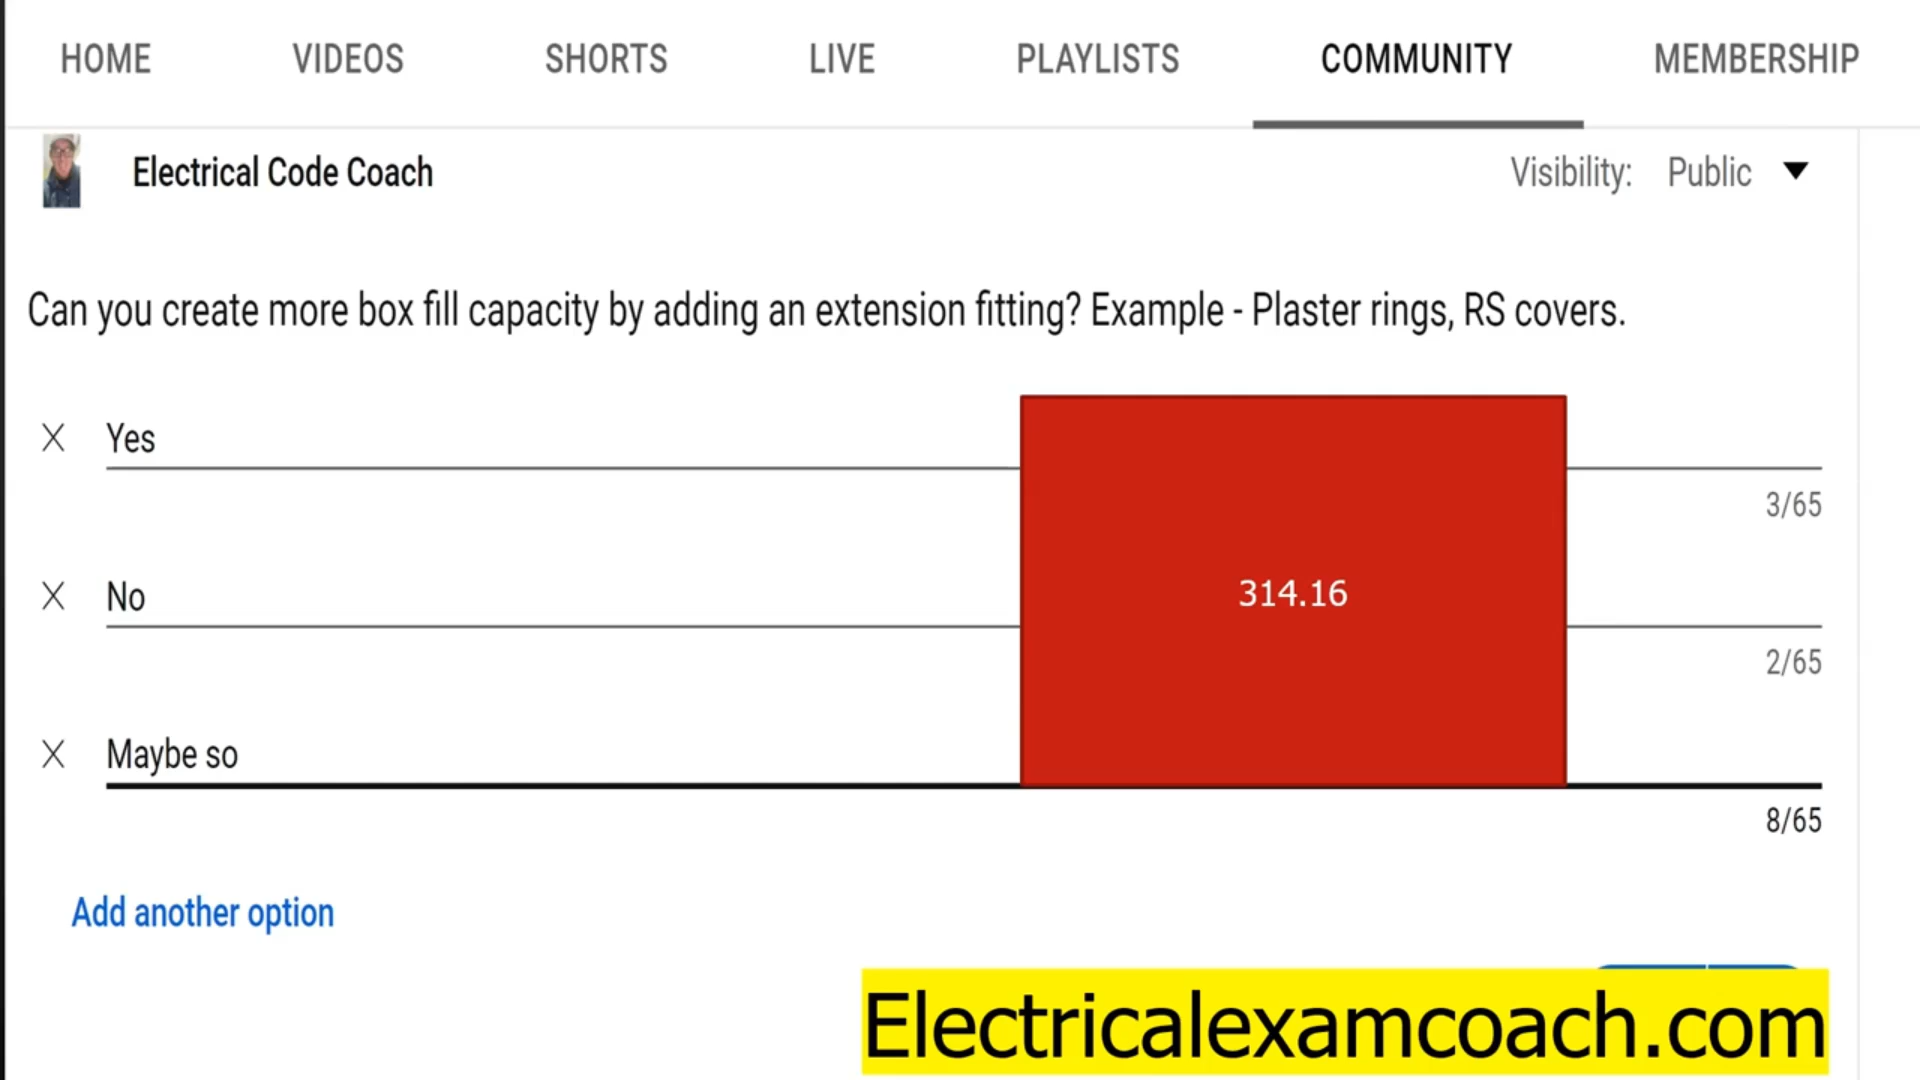 HOME VIDEOS SHORTS LIVE PLAYLISTS COMMUNITY MEMBERSHIP
Electrical Code Coach Visibility: Public
Can you create more box fill capacity by adding an extension fitting? Example - Plaster rings, RS covers.
X Yes
3/65
314.16
X No
2/65
X Maybe so
8/65
Add another option
Electricalexamcoach.com